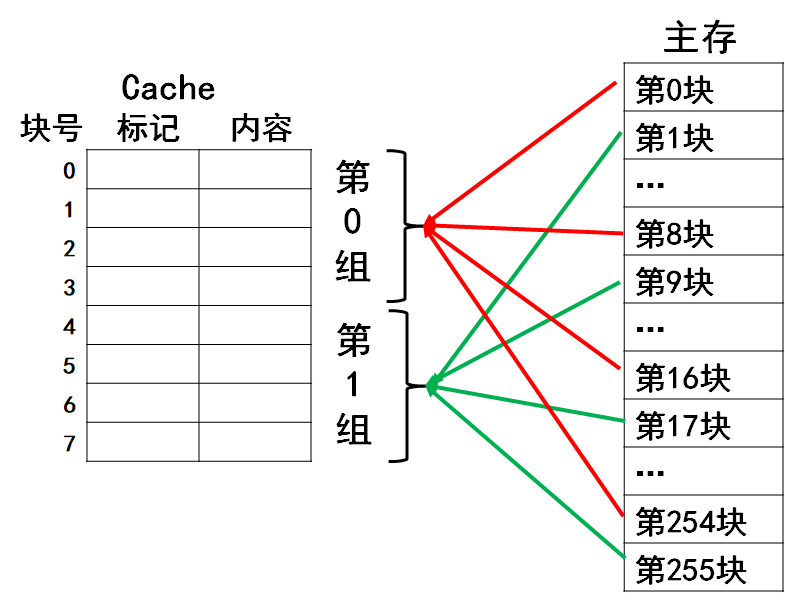 主存
Cache
块号 标记 内容
0
1
2
3
4
5
6
7
第0组
第1组
第0块
第1块
...
第8块
第9块
...
第16块
第17块
...
第254块
第255块